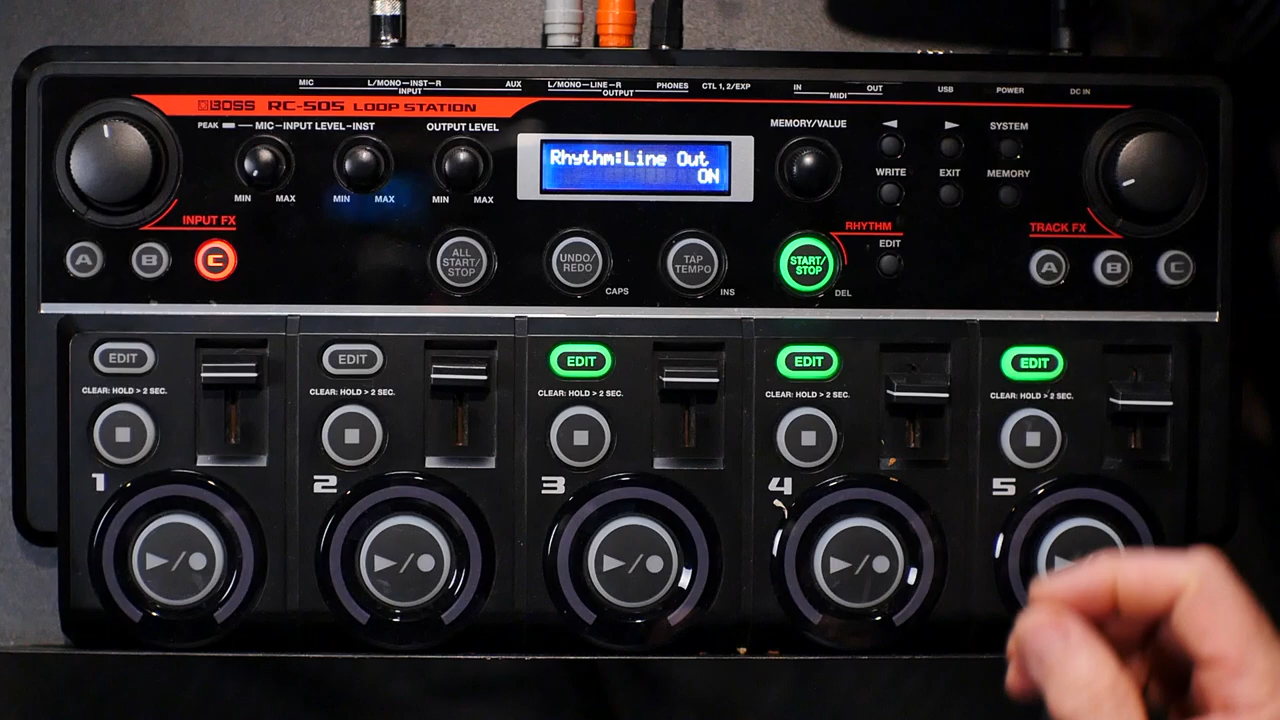 MIC L/MONO—INST—R AUX L/MONO—LINE—R PHONES CTL 1, 2/EXP IN OUT USB POWER DC IN
INPUT OUTPUT MIDI
BOSS RC-505 LOOP STATION
PEAK MIC—INPUT LEVEL—INST OUTPUT LEVEL MEMORY/VALUE ◄ ► SYSTEM
Rhythm:Line Out
ON
WRITE EXIT MEMORY
MIN MAX MIN MAX MIN MAX
INPUT FX RHYTHM TRACK FX
EDIT
A B C ALL START/STOP UNDO/REDO TAP TEMPO START/STOP A B C
CAPS INS DEL
EDIT EDIT EDIT EDIT EDIT
CLEAR: HOLD > 2 SEC. CLEAR: HOLD > 2 SEC. CLEAR: HOLD > 2 SEC. CLEAR: HOLD > 2 SEC. CLEAR: HOLD > 2 SEC.
1 2 3 4 5